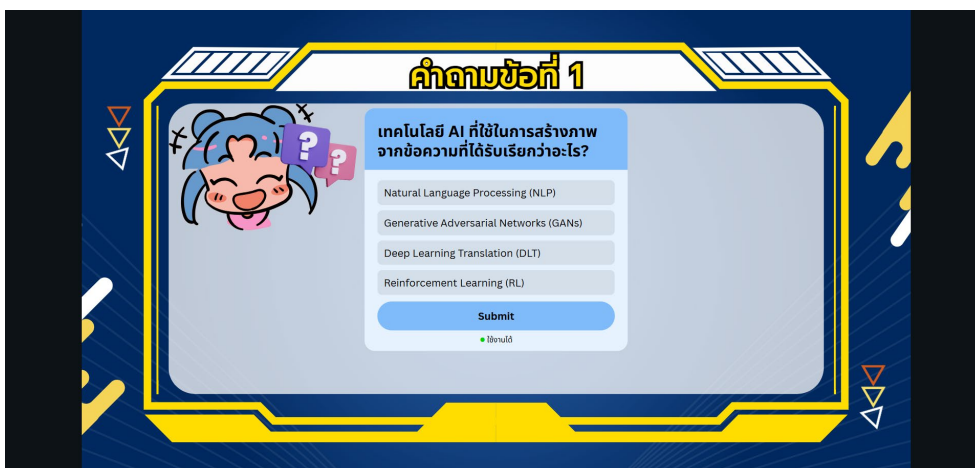 คำถามข้อที่ 1
เทคโนโลยี AI ที่ใช้ในการสร้างภาพ
จากข้อความที่ได้รับเรียกว่าอะไร?
Natural Language Processing (NLP)
Generative Adversarial Networks (GANs)
Deep Learning Translation (DLT)
Reinforcement Learning (RL)
Submit
ใช้งานได้